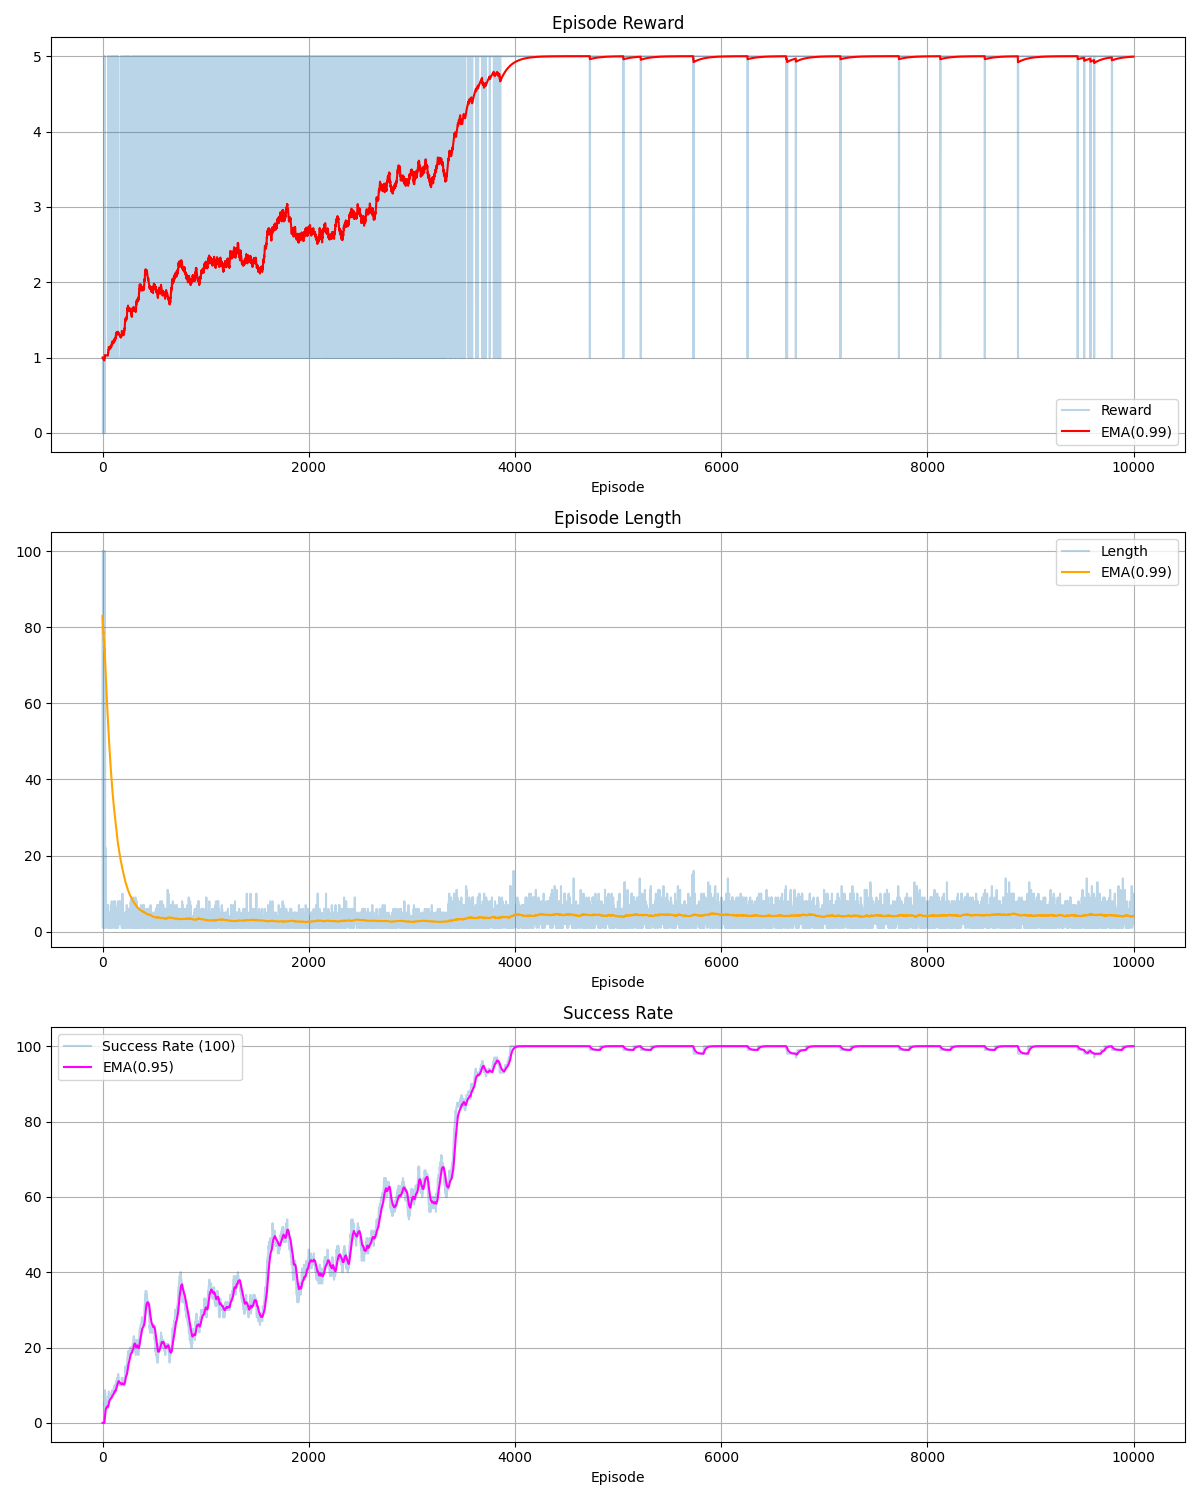 Episode Reward
5
4
3
2
1
0
Reward
EMA(0.99)
0 2000 4000 6000 8000 10000
Episode
Episode Length
100
80
60
40
20
0
Length
EMA(0.99)
0 2000 4000 6000 8000 10000
Episode
Success Rate
100
80
60
40
20
0
Success Rate (100)
EMA(0.95)
0 2000 4000 6000 8000 10000
Episode